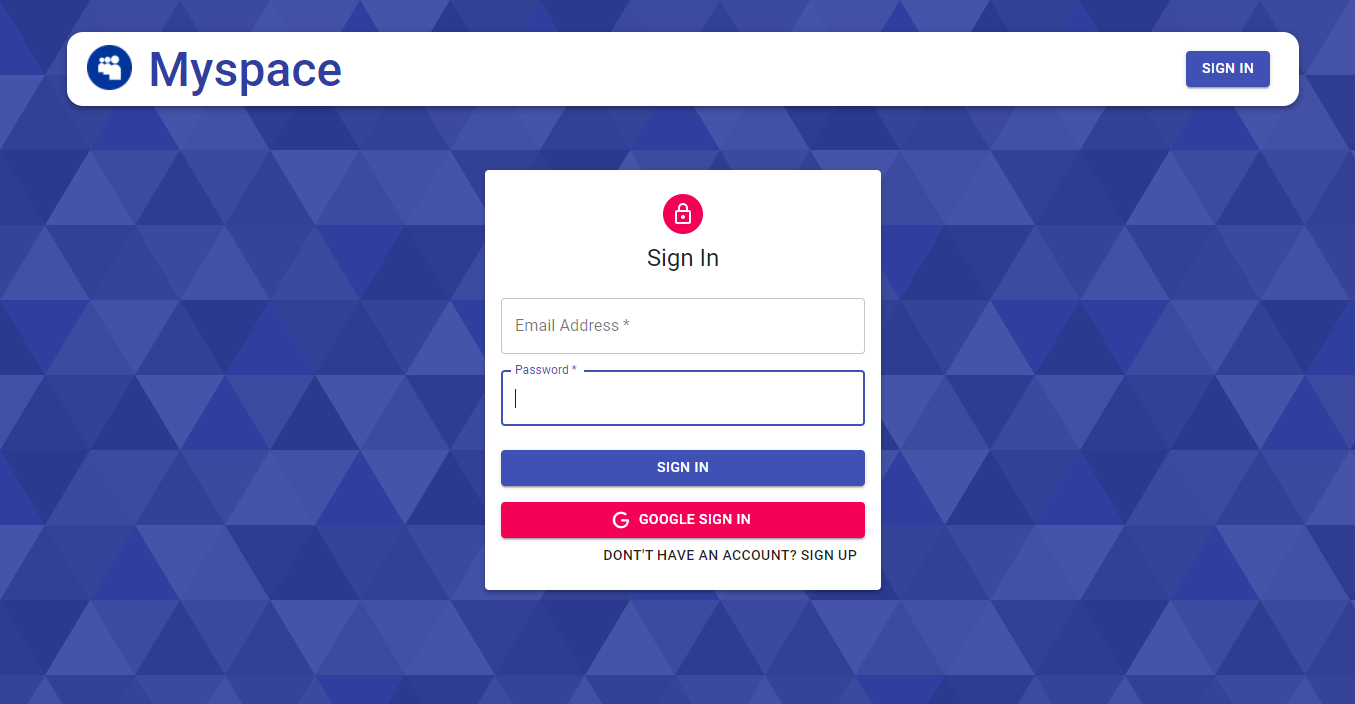 Myspace
SIGN IN
Sign In
Email Address *
Password *
SIGN IN
GOOGLE SIGN IN
DONT'T HAVE AN ACCOUNT? SIGN UP